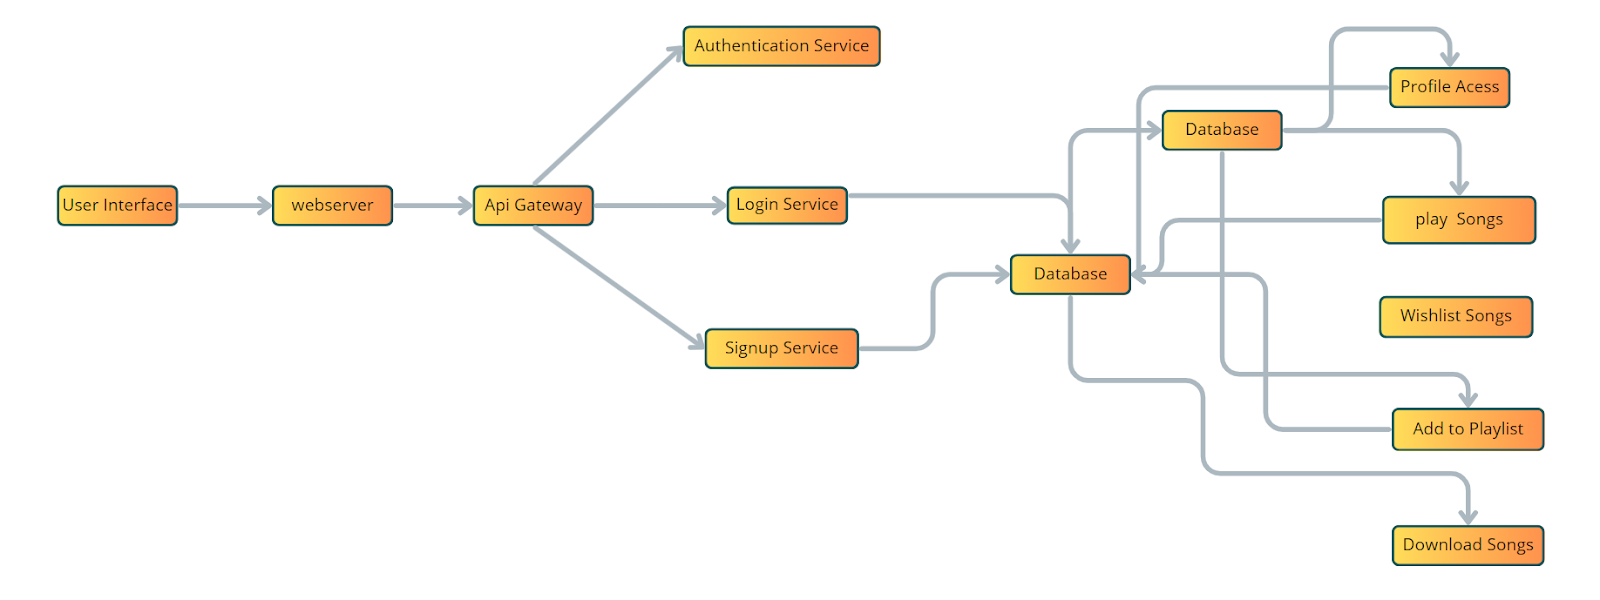 Authentication Service
Profile Acess
Database
User Interface
webserver
Api Gateway
Login Service
play  Songs
Database
Wishlist Songs
Signup Service
Add to Playlist
Download Songs